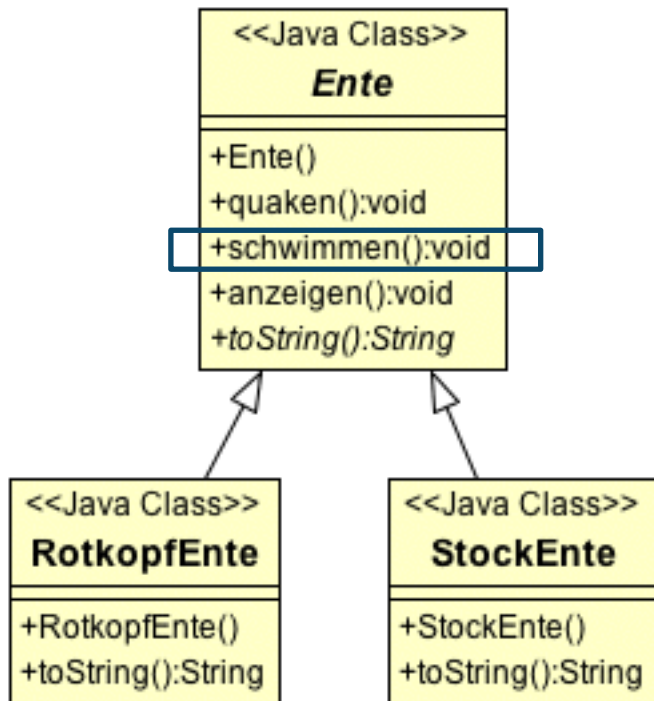 <<Java Class>>
Ente
+Ente()
+quaken():void
+schwimmen():void
+anzeigen():void
+toString():String
<<Java Class>>
RotkopfEnte
+RotkopfEnte()
+toString():String
<<Java Class>>
StockEnte
+StockEnte()
+toString():String